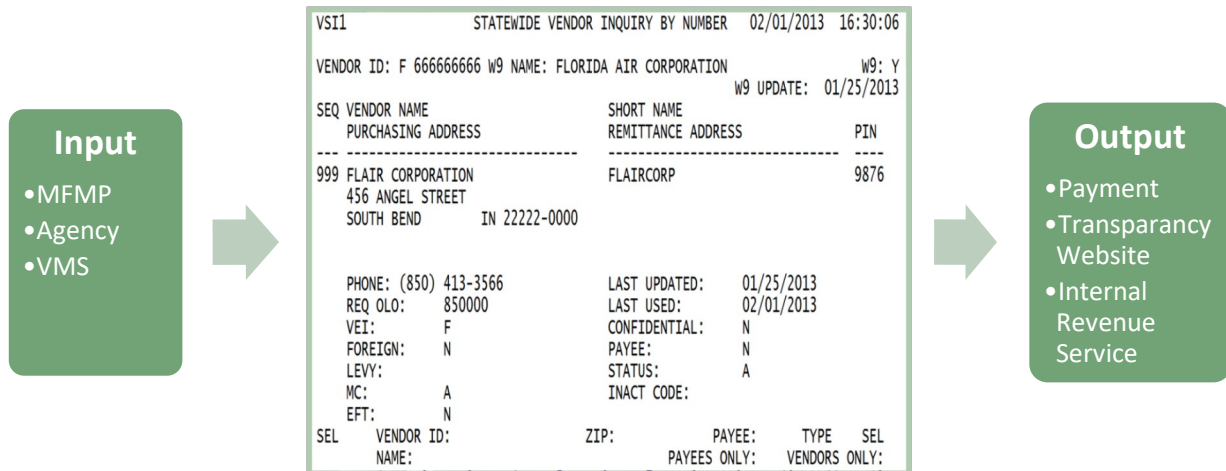 Input
•MFMP
•Agency
•VMS
VSI1 STATEWIDE VENDOR INQUIRY BY NUMBER 02/01/2013 16:30:06
VENDOR ID: F 666666666 W9 NAME: FLORIDA AIR CORPORATION W9: Y
W9 UPDATE: 01/25/2013
SEQ VENDOR NAME SHORT NAME
PURCHASING ADDRESS REMITTANCE ADDRESS PIN
--- ------------------------------- ------------------------------- ----
999 FLAIR CORPORATION FLAIRCORP 9876
456 ANGEL STREET
SOUTH BEND IN 22222-0000
PHONE: (850) 413-3566 LAST UPDATED: 01/25/2013
REQ OLO: 850000 LAST USED: 02/01/2013
VEI: F CONFIDENTIAL: N
FOREIGN: N PAYEE: N
LEVY: STATUS: A
MC: A INACT CODE:
EFT: N
SEL VENDOR ID: ZIP: PAYEE: TYPE SEL
NAME: PAYEES ONLY: VENDORS ONLY:
Output
•Payment
•Transparancy
Website
•Internal
Revenue
Service